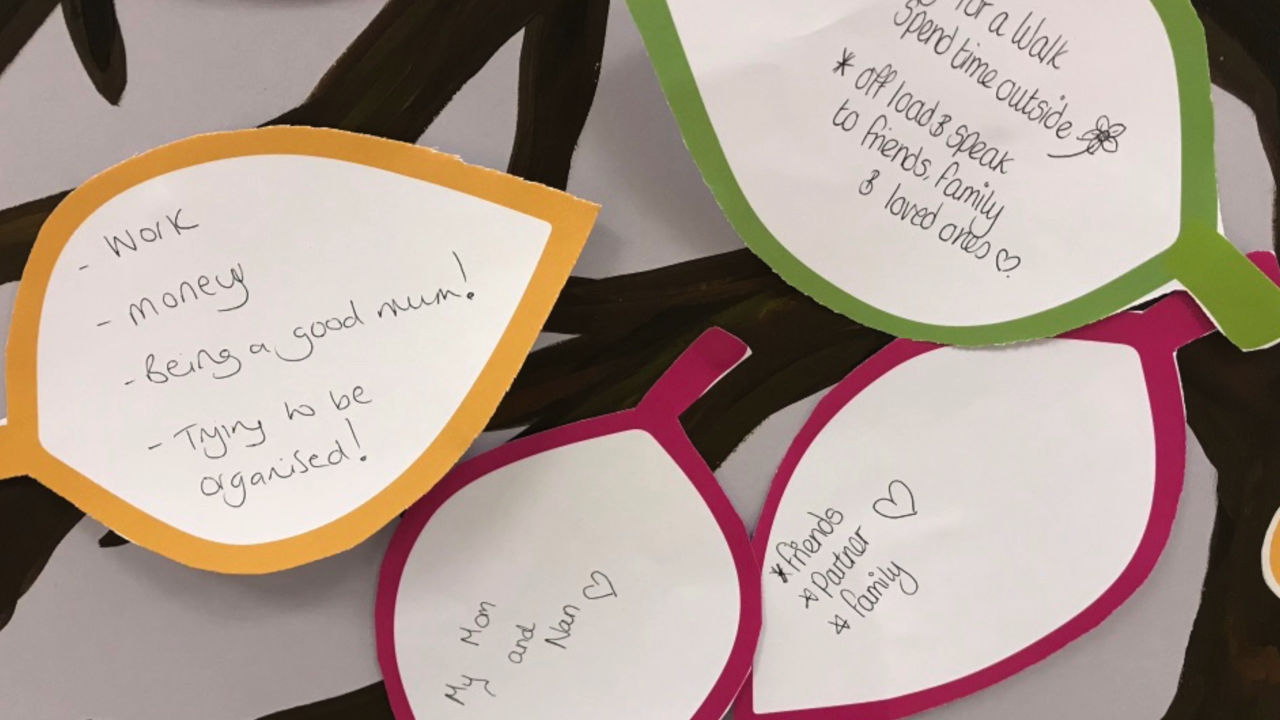 - Work
- money
- Being a good mum!
- Trying to be
organised!
for a Walk
Spend time outside
* off load & speak
to friends, family
& loved ones ♡
My Mom
and
Nan ♡
* friends ♡
* Partner
* family